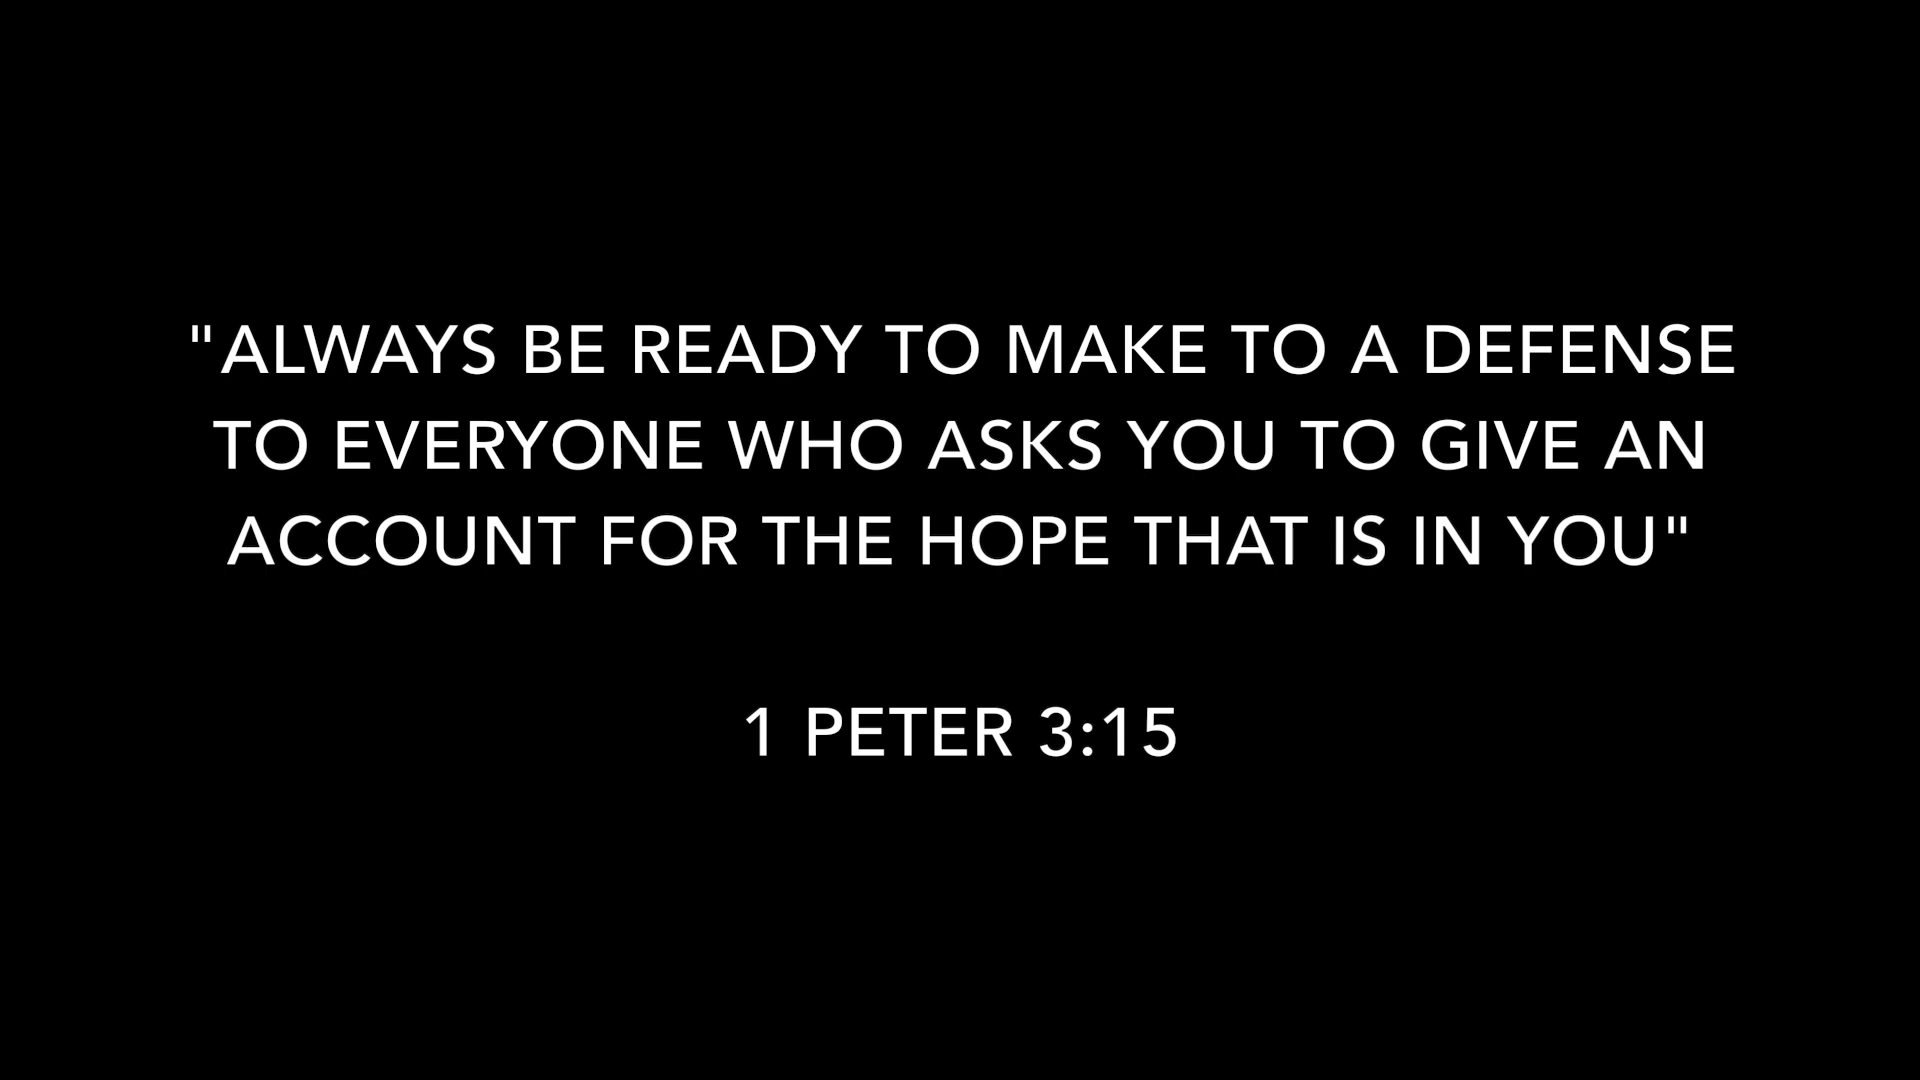 "ALWAYS BE READY TO MAKE TO A DEFENSE
TO EVERYONE WHO ASKS YOU TO GIVE AN
ACCOUNT FOR THE HOPE THAT IS IN YOU"
1 PETER 3:15